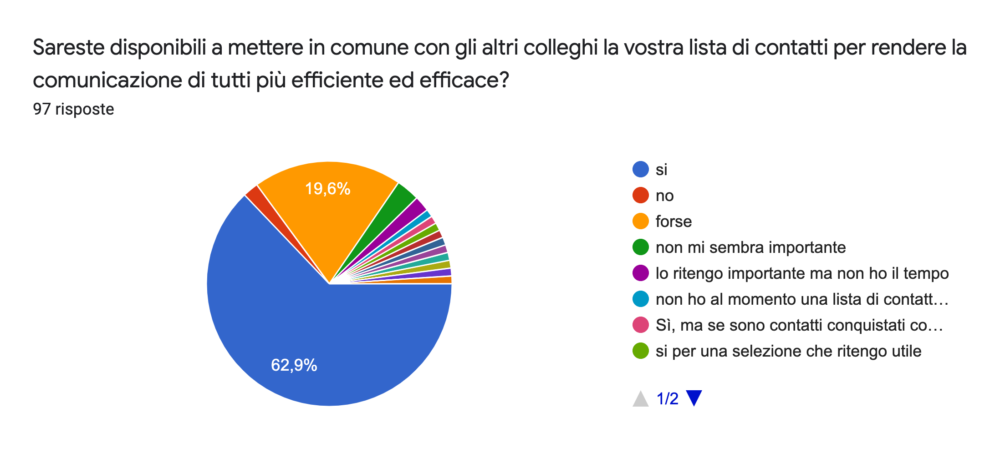 Sareste disponibili a mettere in comune con gli altri colleghi la vostra lista di contatti per rendere la
comunicazione di tutti più efficiente ed efficace?
97 risposte
19,6%
62,9%
si
no
forse
non mi sembra importante
lo ritengo importante ma non ho il tempo
non ho al momento una lista di contatt…
Sì, ma se sono contatti conquistati co…
si per una selezione che ritengo utile
1/2